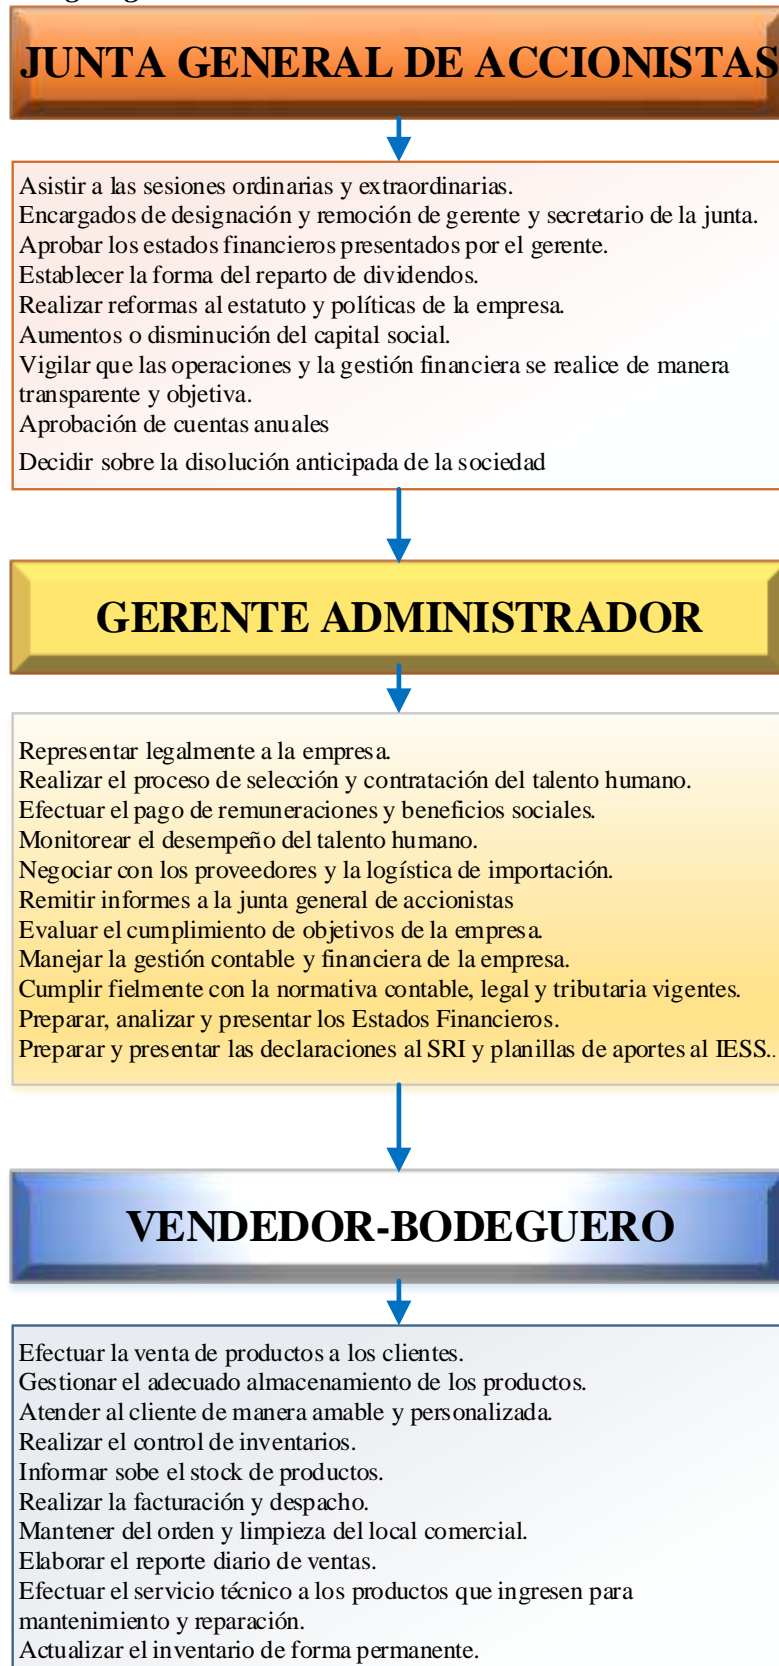 JUNTA GENERAL DE ACCIONISTAS
Asistir a las sesiones ordinarias y extraordinarias.
Encargados de designación y remoción de gerente y secretario de la junta.
Aprobar los estados financieros presentados por el gerente.
Establecer la forma del reparto de dividendos.
Realizar reformas al estatuto y políticas de la empresa.
Aumentos o disminución del capital social.
Vigilar que las operaciones y la gestión financiera se realice de manera
transparente y objetiva.
Aprobación de cuentas anuales
Decidir sobre la disolución anticipada de la sociedad
GERENTE ADMINISTRADOR
Representar legalmente a la empresa.
Realizar el proceso de selección y contratación del talento humano.
Efectuar el pago de remuneraciones y beneficios sociales.
Monitorear el desempeño del talento humano.
Negociar con los proveedores y la logística de importación.
Remitir informes a la junta general de accionistas
Evaluar el cumplimiento de objetivos de la empresa.
Manejar la gestión contable y financiera de la empresa.
Cumplir fielmente con la normativa contable, legal y tributaria vigentes.
Preparar, analizar y presentar los Estados Financieros.
Preparar y presentar las declaraciones al SRI y planillas de aportes al IESS..
VENDEDOR-BODEGUERO
Efectuar la venta de productos a los clientes.
Gestionar el adecuado almacenamiento de los productos.
Atender al cliente de manera amable y personalizada.
Realizar el control de inventarios.
Informar sobe el stock de productos.
Realizar la facturación y despacho.
Mantener del orden y limpieza del local comercial.
Elaborar el reporte diario de ventas.
Efectuar el servicio técnico a los productos que ingresen para
mantenimiento y reparación.
Actualizar el inventario de forma permanente.